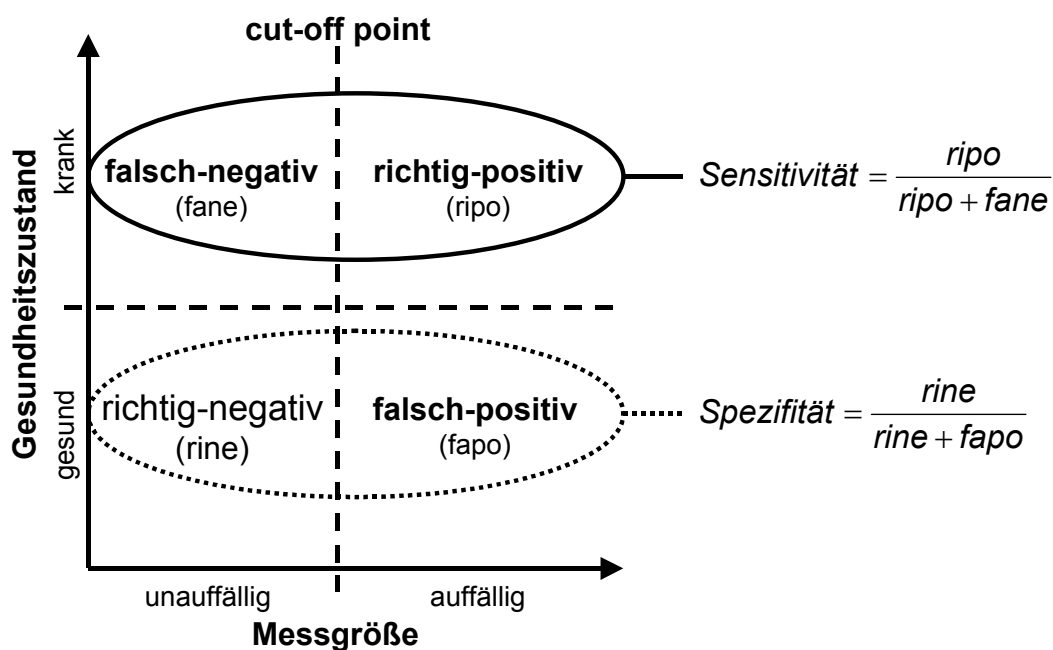 cut-off point
Gesundheitszustand
krank
falsch-negativ
(fane)
richtig-positiv
(ripo)
Sensitivität = ripo / ripo + fane
gesund
richtig-negativ
(rine)
falsch-positiv
(fapo)
Spezifität = rine / rine + fapo
unauffällig
auffällig
Messgröße